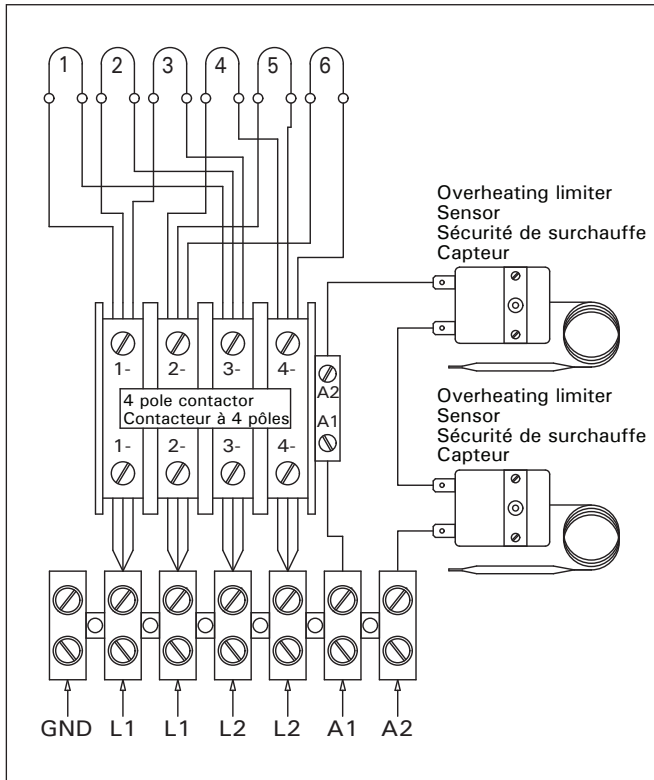 1 2 3 4 5 6
Overheating limiter
Sensor
Sécurité de surchauffe
Capteur
1- 2- 3- 4-
A2
4 pole contactor
Contacteur à 4 pôles
A1
1- 2- 3- 4-
Overheating limiter
Sensor
Sécurité de surchauffe
Capteur
GND L1 L1 L2 L2 A1 A2